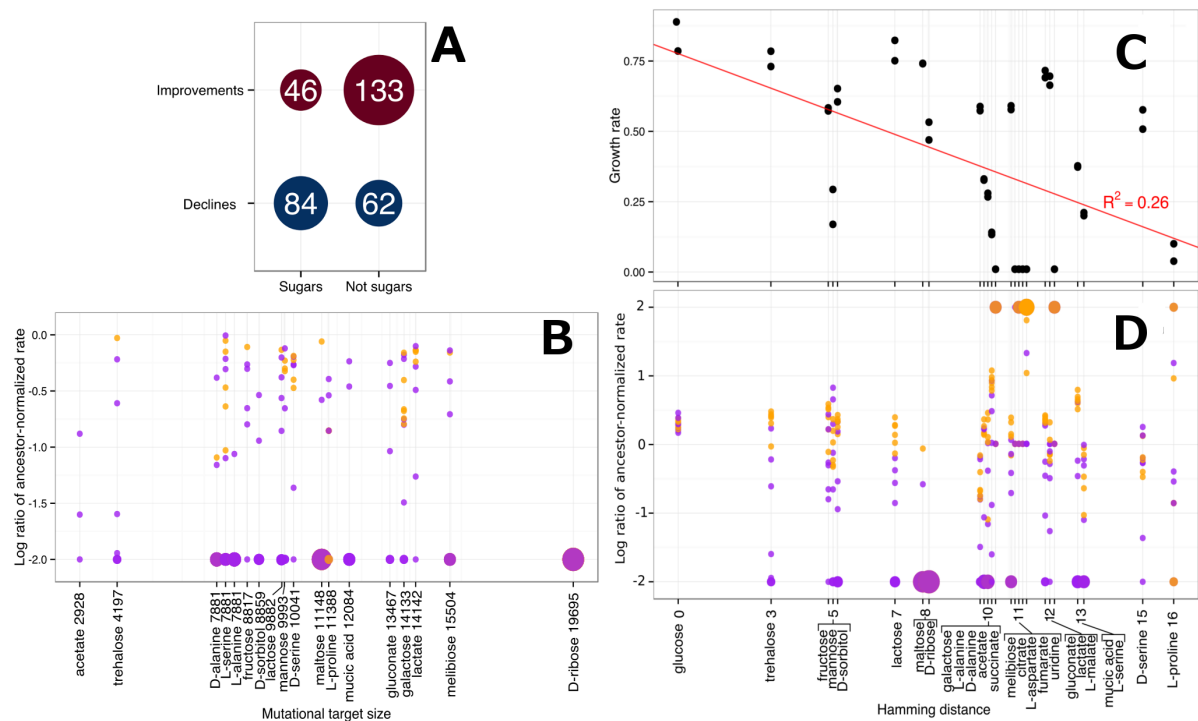 A
Improvements
46
133
Declines
84
62
Sugars
Not sugars
B
Log ratio of ancestor-normalized rate
0.0
-0.5
-1.0
-1.5
-2.0
acetate 2928
trehalose 4197
D-alanine 7881
L-serine 7881
L-alanine 7881
fructose 8817
D-sorbitol 8859
lactose 9882
mannose 9993
D-serine 10041
maltose 11148
L-proline 11388
mucic acid 12084
gluconate 13467
galactose 14133
lactate 14142
melibiose 15504
D-ribose 19695
Mutational target size
C
Growth rate
0.75
0.50
0.25
0.00
R² = 0.26
D
Log ratio of ancestor-normalized rate
2
1
0
-1
-2
glucose 0
trehalose 3
fructose
mannose
D-sorbitol
5
lactose 7
maltose
D-ribose
8
galactose
L-alanine
D-alanine
acetate
succinate
10
melibiose
citrate
L-aspartate
11
fumarate
uridine
12
gluconate
lactate
L-malate
13
mucic acid
L-serine
D-serine 15
L-proline 16
Hamming distance